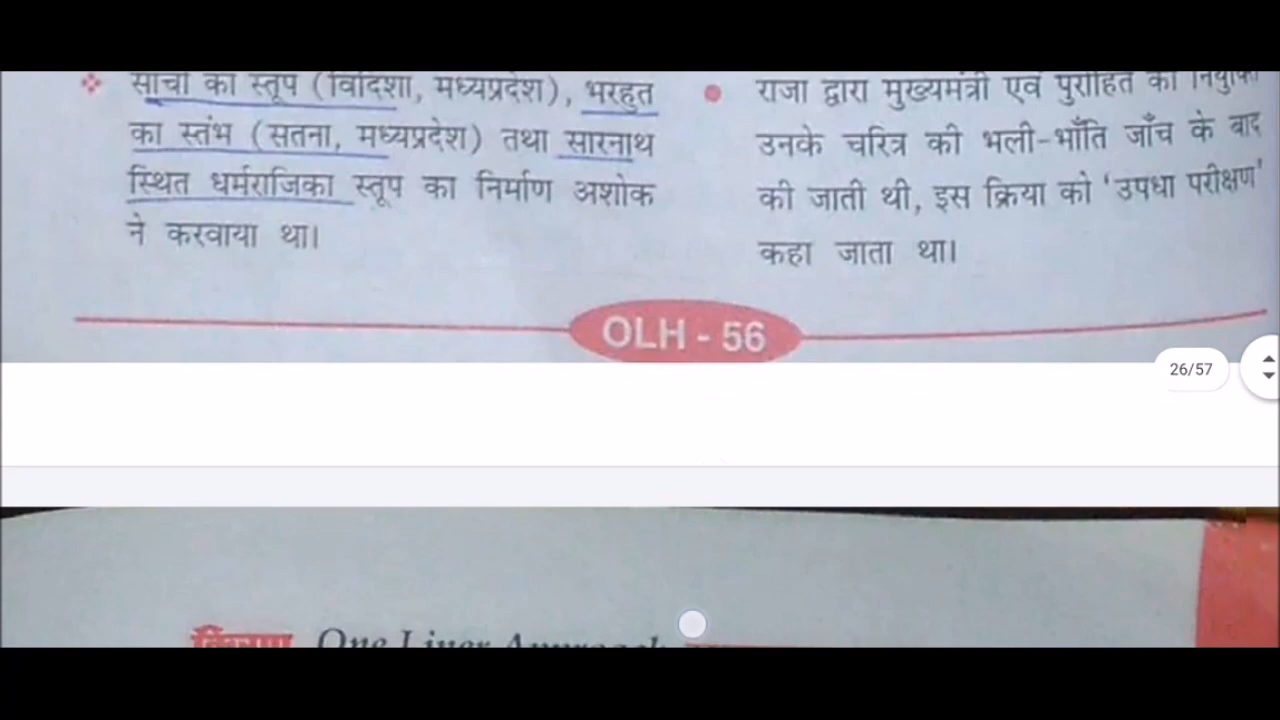 साँची का स्तूप (विदिशा, मध्यप्रदेश), भरहुत
का स्तंभ (सतना, मध्यप्रदेश) तथा सारनाथ
स्थित धर्मराजिका स्तूप का निर्माण अशोक
ने करवाया था।
राजा द्वारा मुख्यमंत्री एवं पुरोहित की नियुक्ति
उनके चरित्र की भली-भाँति जाँच के बाद
की जाती थी, इस क्रिया को 'उपधा परीक्षण'
कहा जाता था।
OLH - 56
26/57
किरण One Liner Approach